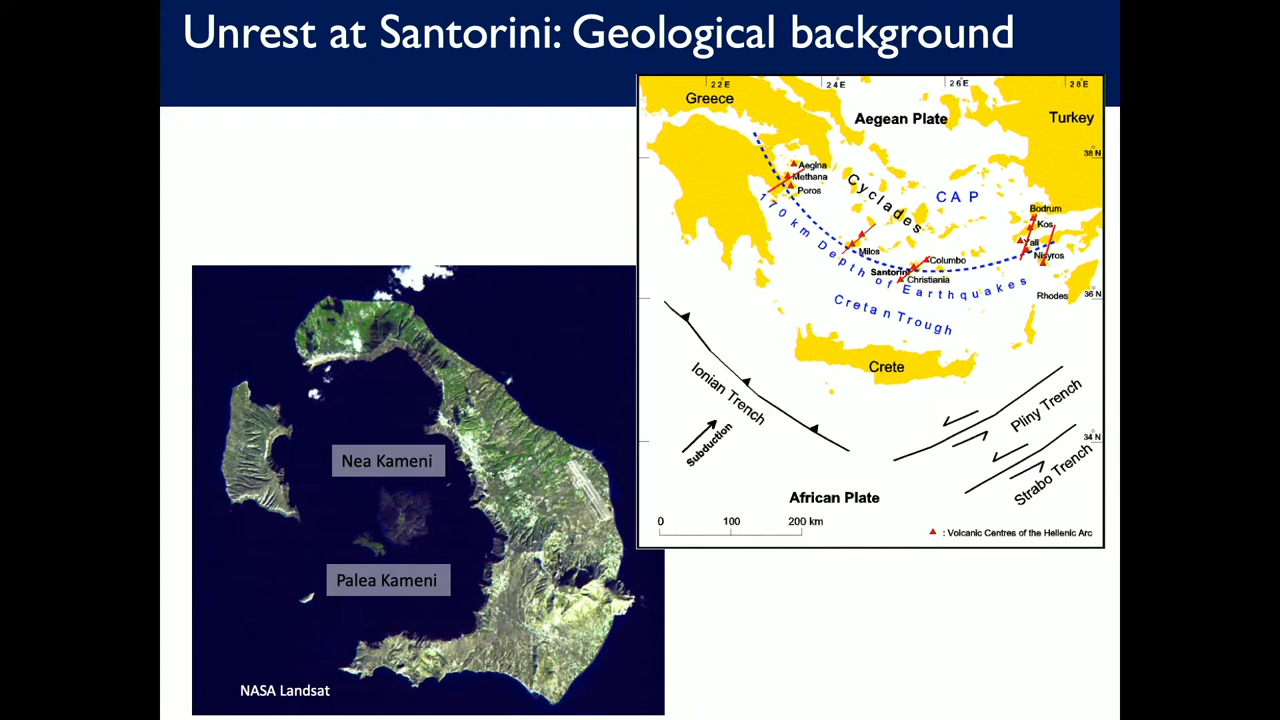 Unrest at Santorini: Geological background
22 E
24 E
26 E
28 E
Greece
Aegean Plate
Turkey
38 N
Aegina
Methana
Poros
Cyclades
CAP
Bodrum
Kos
Yali
Nisyros
Milos
Santorini
Columbo
Christiania
170 km Depth of Earthquakes
Rhodes
36 N
Cretan Trough
Crete
Ionian Trench
Pliny Trench
Subduction
34 N
Strabo Trench
African Plate
0
100
200 km
: Volcanic Centres of the Hellenic Arc
Nea Kameni
Palea Kameni
NASA Landsat